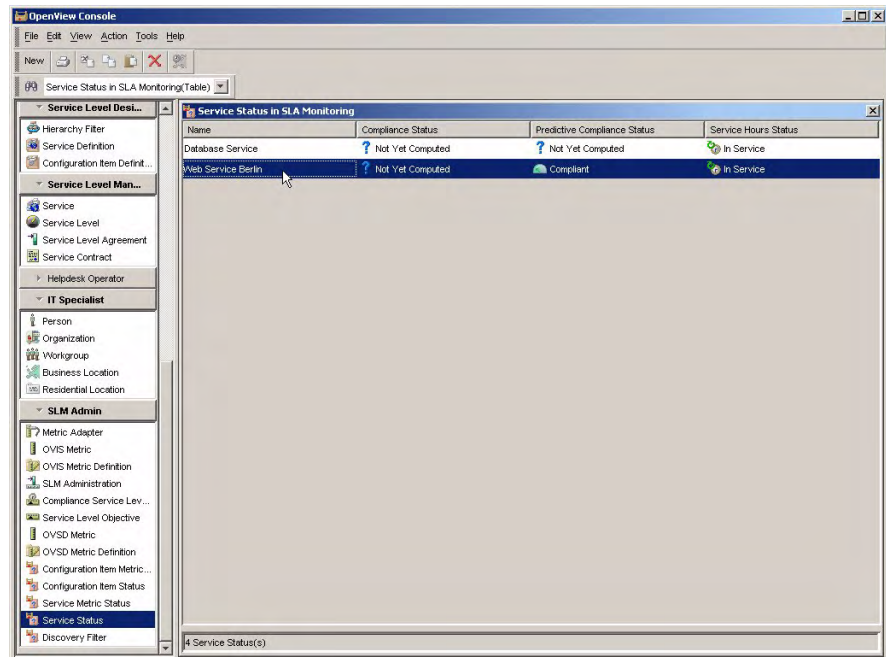 OpenView Console
File Edit View Action Tools Help
New
Service Status in SLA Monitoring(Table)
Service Level Desi...
Hierarchy Filter
Service Definition
Configuration Item Definit...
Service Level Man...
Service
Service Level
Service Level Agreement
Service Contract
Helpdesk Operator
IT Specialist
Person
Organization
Workgroup
Business Location
Residential Location
SLM Admin
Metric Adapter
OVIS Metric
OVIS Metric Definition
SLM Administration
Compliance Service Lev...
Service Level Objective
OVSD Metric
OVSD Metric Definition
Configuration Item Metric...
Configuration Item Status
Service Metric Status
Service Status
Discovery Filter
Service Status in SLA Monitoring
Name Compliance Status Predictive Compliance Status Service Hours Status
Database Service ? Not Yet Computed ? Not Yet Computed In Service
Web Service Berlin ? Not Yet Computed Compliant In Service
4 Service Status(s)